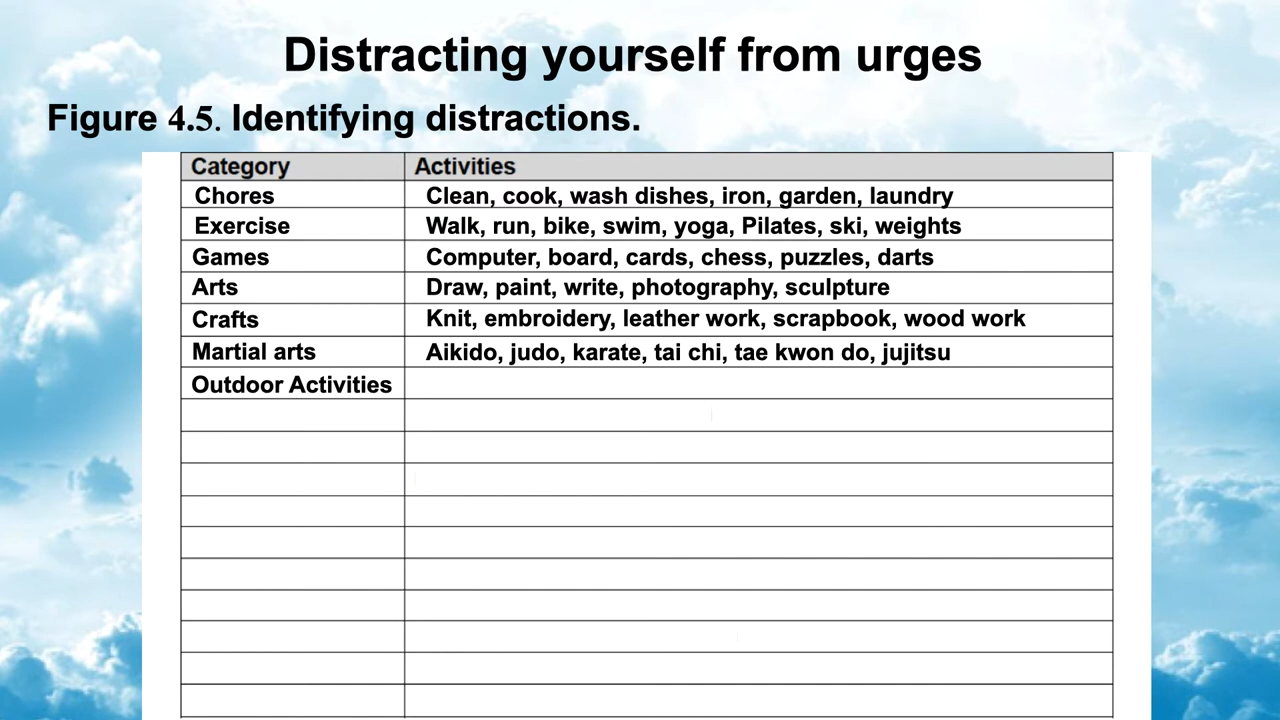 Distracting yourself from urges
Figure 4.5. Identifying distractions.
Category Activities
Chores Clean, cook, wash dishes, iron, garden, laundry
Exercise Walk, run, bike, swim, yoga, Pilates, ski, weights
Games Computer, board, cards, chess, puzzles, darts
Arts Draw, paint, write, photography, sculpture
Crafts Knit, embroidery, leather work, scrapbook, wood work
Martial arts Aikido, judo, karate, tai chi, tae kwon do, jujitsu
Outdoor Activities